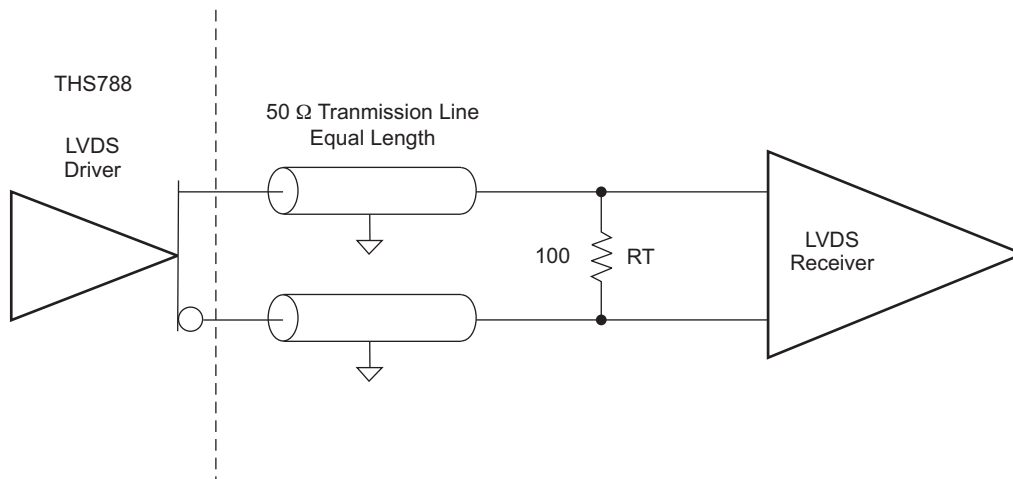 THS788
LVDS
Driver
50 Ω Tranmission Line
Equal Length
100
RT
LVDS
Receiver